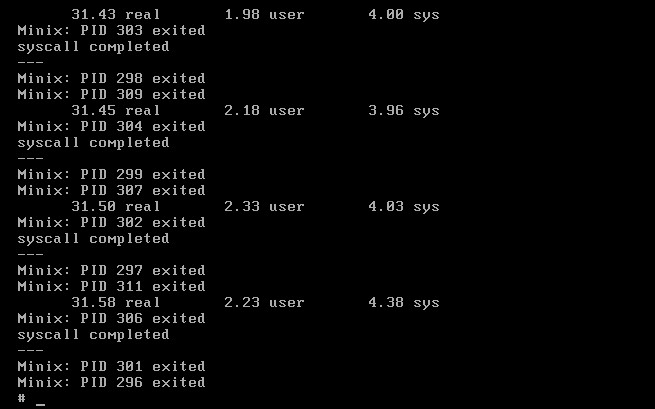 31.43 real 1.98 user 4.00 sys
Minix: PID 303 exited
syscall completed
---
Minix: PID 298 exited
Minix: PID 309 exited
31.45 real 2.18 user 3.96 sys
Minix: PID 304 exited
syscall completed
---
Minix: PID 299 exited
Minix: PID 307 exited
31.50 real 2.33 user 4.03 sys
Minix: PID 302 exited
syscall completed
---
Minix: PID 297 exited
Minix: PID 311 exited
31.58 real 2.23 user 4.38 sys
Minix: PID 306 exited
syscall completed
---
Minix: PID 301 exited
Minix: PID 296 exited
# _